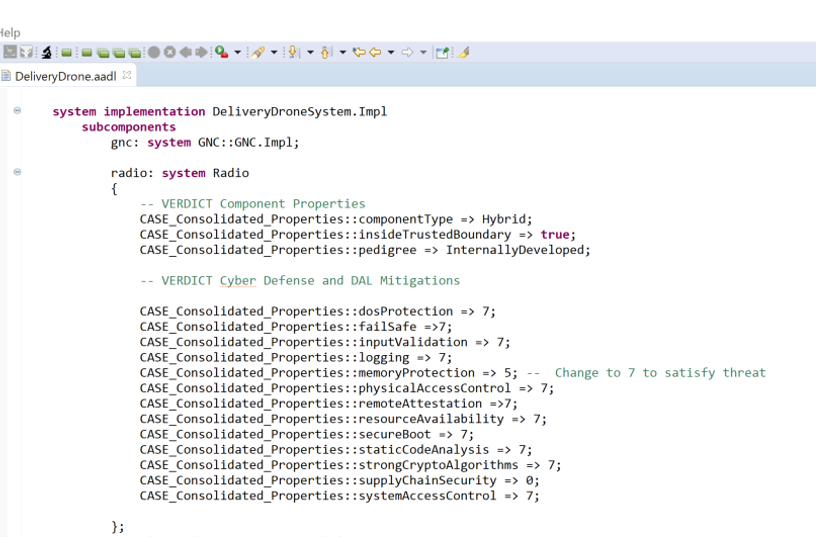 Help
DeliveryDrone.aadl
system implementation DeliveryDroneSystem.Impl
subcomponents
gnc: system GNC::GNC.Impl;
radio: system Radio
{
-- VERDICT Component Properties
CASE_Consolidated_Properties::componentType => Hybrid;
CASE_Consolidated_Properties::insideTrustedBoundary => true;
CASE_Consolidated_Properties::pedigree => InternallyDeveloped;
-- VERDICT Cyber Defense and DAL Mitigations
CASE_Consolidated_Properties::dosProtection => 7;
CASE_Consolidated_Properties::failSafe =>7;
CASE_Consolidated_Properties::inputValidation => 7;
CASE_Consolidated_Properties::logging => 7;
CASE_Consolidated_Properties::memoryProtection => 5; --  Change to 7 to satisfy threat
CASE_Consolidated_Properties::physicalAccessControl => 7;
CASE_Consolidated_Properties::remoteAttestation =>7;
CASE_Consolidated_Properties::resourceAvailability => 7;
CASE_Consolidated_Properties::secureBoot => 7;
CASE_Consolidated_Properties::staticCodeAnalysis => 7;
CASE_Consolidated_Properties::strongCryptoAlgorithms => 7;
CASE_Consolidated_Properties::supplyChainSecurity => 0;
CASE_Consolidated_Properties::systemAccessControl => 7;
};